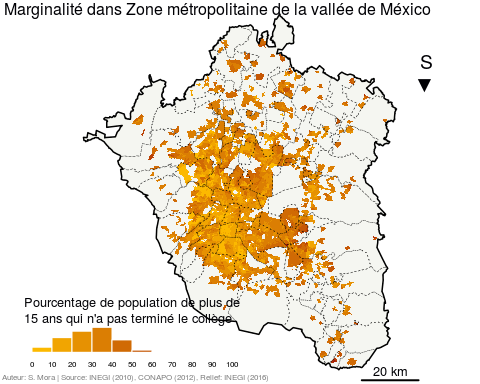 Marginalité dans Zone métropolitaine de la vallée de México
S
Pourcentage de population de plus de
15 ans qui n'a pas terminé le collège
0 10 20 30 40 50 60 70 80 90 100
20 km
Auteur: S. Mora | Source: INEGI (2010), CONAPO (2012), Relief: INEGI (2016)